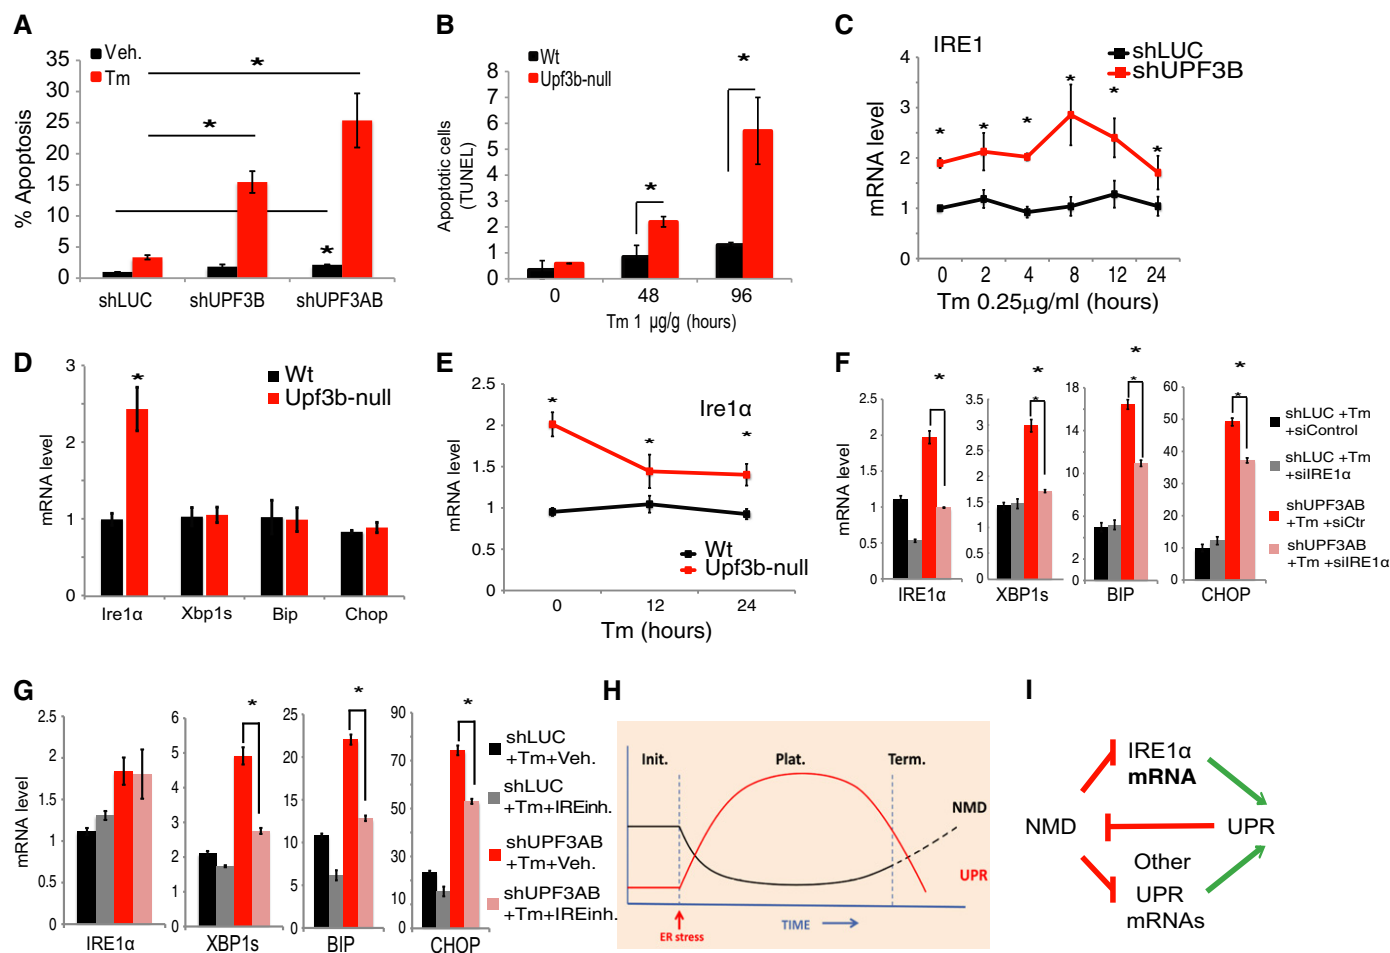 A
Veh.
Tm
35
30
25
20
15
10
5
0
% Apoptosis
*
*
*
shLUC
shUPF3B
shUPF3AB
B
Wt
Upf3b-null
8
7
6
5
4
3
2
1
0
Apoptotic cells
(TUNEL)
*
*
0
48
96
Tm 1 µg/g (hours)
C
IRE1
shLUC
shUPF3B
4
3
2
1
0
mRNA level
*
*
*
*
*
*
0
2
4
8
12
24
Tm 0.25µg/ml (hours)
D
Wt
Upf3b-null
3
2
1
0
mRNA level
*
Ire1α
Xbp1s
Bip
Chop
E
Ire1α
2.5
2
1.5
1
0.5
0
mRNA level
*
*
*
Wt
Upf3b-null
0
12
24
Tm (hours)
F
mRNA level
2.5
2
1.5
1
0.5
0
*
IRE1α
3.5
3
2.5
2
1.5
1
0.5
0
*
*
XBP1s
18
14
10
6
4
0
*
*
BIP
60
50
40
30
20
10
0
*
*
CHOP
shLUC +Tm
+siControl
shLUC +Tm
+siIRE1α
shUPF3AB
+Tm +siCtr
shUPF3AB
+Tm +siIRE1α
G
mRNA level
2.5
2
1.5
1
0.5
0
IRE1α
6
5
4
3
2
1
0
*
XBP1s
25
20
15
10
5
0
*
BIP
90
70
50
30
20
0
*
CHOP
shLUC
+Tm+Veh.
shLUC
+Tm+IREinh.
shUPF3AB
+Tm+Veh.
shUPF3AB
+Tm+IREinh.
H
Init.
Plat.
Term.
NMD
UPR
TIME
ER stress
I
IRE1α
mRNA
NMD
UPR
Other
UPR
mRNAs